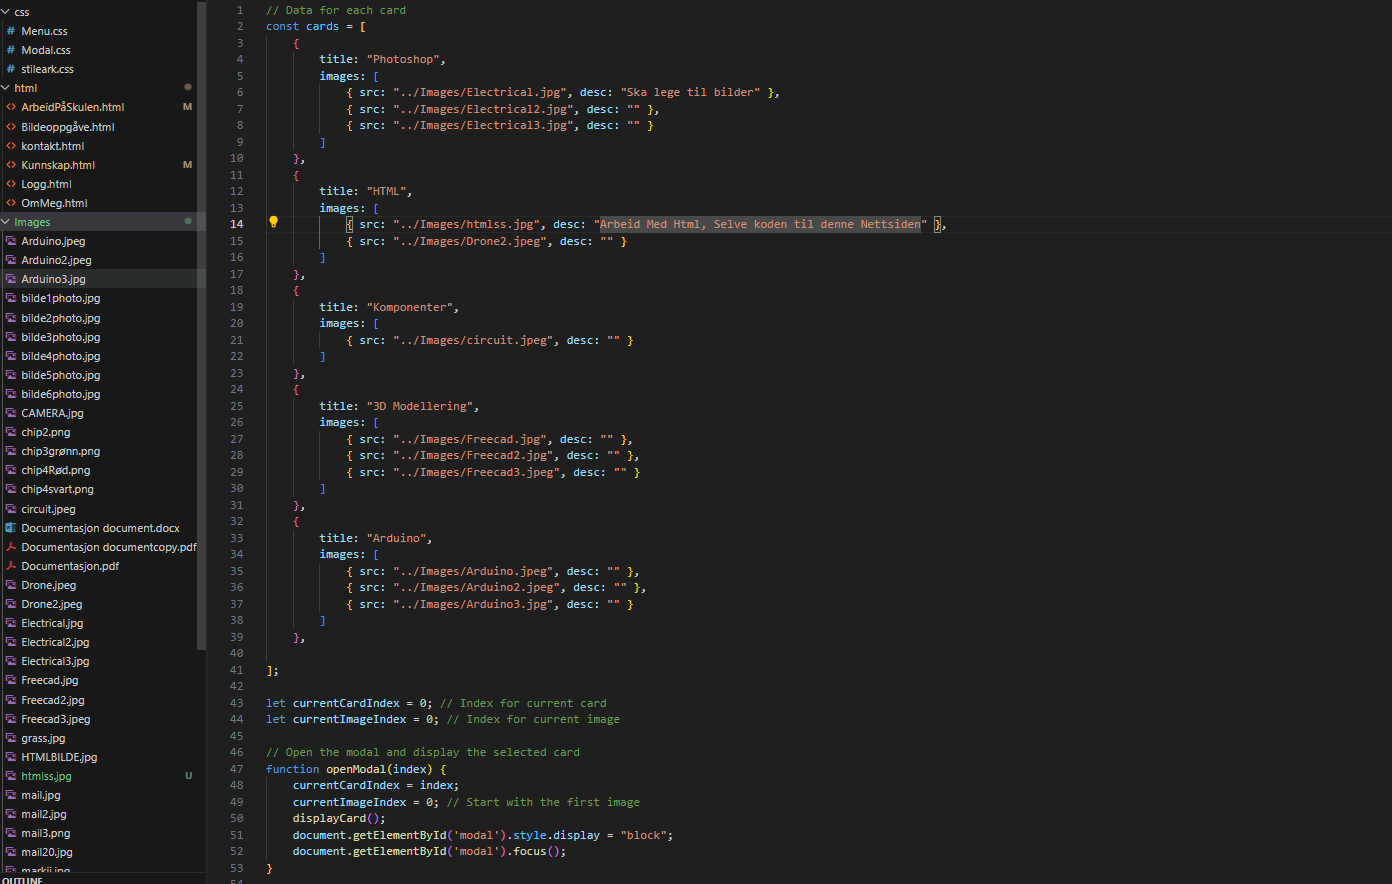 css
# Menu.css
# Modal.css
# stileark.css
html
<> ArbeidPåSkulen.html M
<> Bildeoppgåve.html
<> kontakt.html
<> Kunnskap.html M
<> Logg.html
<> OmMeg.html
Images
Arduino.jpeg
Arduino2.jpeg
Arduino3.jpg
bilde1photo.jpg
bilde2photo.jpg
bilde3photo.jpg
bilde4photo.jpg
bilde5photo.jpg
bilde6photo.jpg
CAMERA.jpg
chip2.png
chip3grønn.png
chip4Rød.png
chip4svart.png
circuit.jpeg
Documentasjon document.docx
Documentasjon documentcopy.pdf
Documentasjon.pdf
Drone.jpeg
Drone2.jpeg
Electrical.jpg
Electrical2.jpg
Electrical3.jpg
Freecad.jpg
Freecad2.jpg
Freecad3.jpeg
grass.jpg
HTMLBILDE.jpg
htmlss.jpg U
mail.jpg
mail2.jpg
mail3.png
mail20.jpg
OUTLINE
1 // Data for each card
2 const cards = [
3 {
4 title: "Photoshop",
5 images: [
6 { src: "../Images/Electrical.jpg", desc: "Ska lege til bilder" },
7 { src: "../Images/Electrical2.jpg", desc: "" },
8 { src: "../Images/Electrical3.jpg", desc: "" }
9 ]
10 },
11 {
12 title: "HTML",
13 images: [
14 { src: "../Images/htmlss.jpg", desc: "Arbeid Med Html, Selve koden til denne Nettsiden" },
15 { src: "../Images/Drone2.jpeg", desc: "" }
16 ]
17 },
18 {
19 title: "Komponenter",
20 images: [
21 { src: "../Images/circuit.jpeg", desc: "" }
22 ]
23 },
24 {
25 title: "3D Modellering",
26 images: [
27 { src: "../Images/Freecad.jpg", desc: "" },
28 { src: "../Images/Freecad2.jpg", desc: "" },
29 { src: "../Images/Freecad3.jpeg", desc: "" }
30 ]
31 },
32 {
33 title: "Arduino",
34 images: [
35 { src: "../Images/Arduino.jpeg", desc: "" },
36 { src: "../Images/Arduino2.jpeg", desc: "" },
37 { src: "../Images/Arduino3.jpg", desc: "" }
38 ]
39 },
40
41 ];
42
43 let currentCardIndex = 0; // Index for current card
44 let currentImageIndex = 0; // Index for current image
45
46 // Open the modal and display the selected card
47 function openModal(index) {
48 currentCardIndex = index;
49 currentImageIndex = 0; // Start with the first image
50 displayCard();
51 document.getElementById('modal').style.display = "block";
52 document.getElementById('modal').focus();
53 }
54